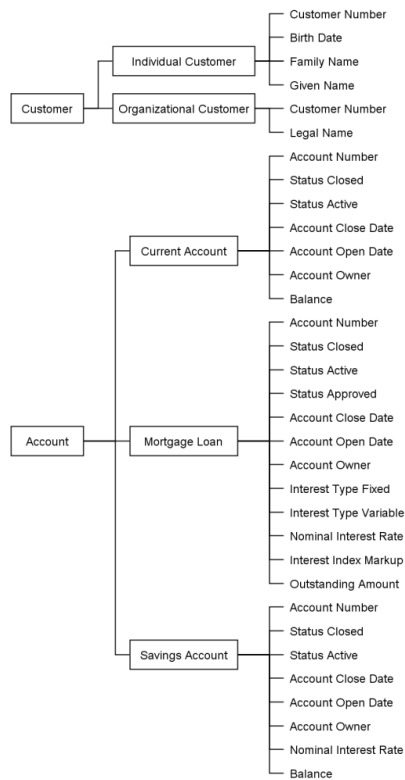 Customer Number
Birth Date
Individual Customer
Family Name
Given Name
Customer
Organizational Customer
Customer Number
Legal Name
Account Number
Status Closed
Status Active
Account Close Date
Current Account
Account Open Date
Account Owner
Balance
Account Number
Status Closed
Status Active
Status Approved
Account Close Date
Account
Mortgage Loan
Account Open Date
Account Owner
Interest Type Fixed
Interest Type Variable
Nominal Interest Rate
Interest Index Markup
Outstanding Amount
Account Number
Status Closed
Savings Account
Status Active
Account Close Date
Account Open Date
Account Owner
Nominal Interest Rate
Balance